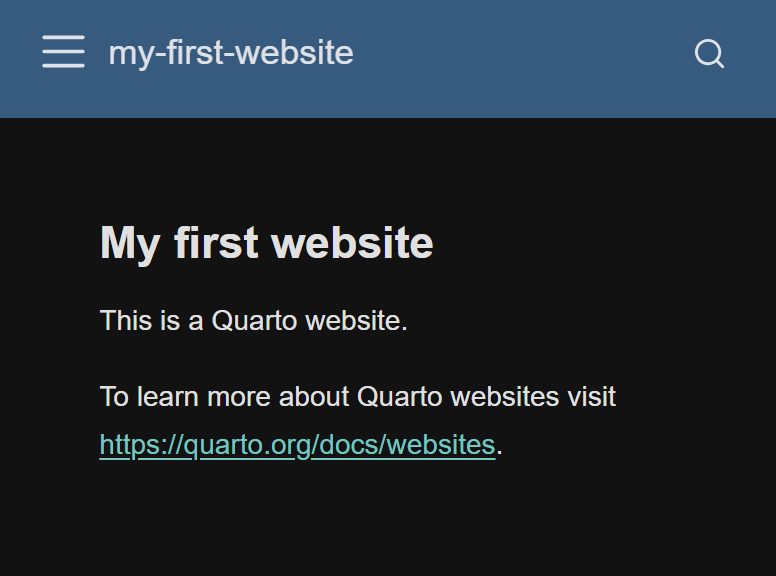 my-first-website
My first website
This is a Quarto website.
To learn more about Quarto websites visit
https://quarto.org/docs/websites.